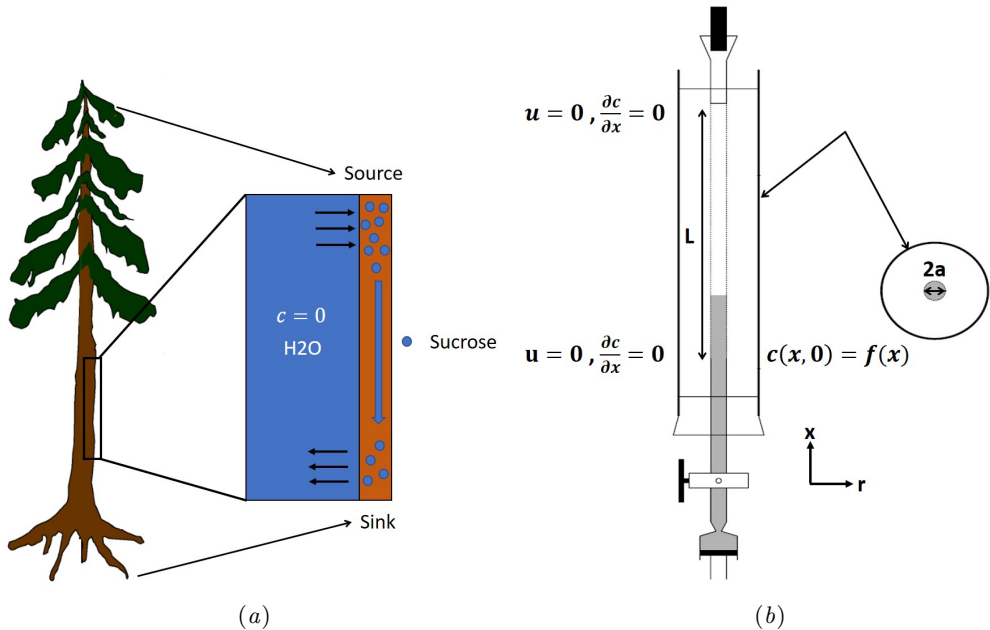 Source
c = 0
H2O
Sucrose
Sink
(a)
u = 0 , ∂c/∂x = 0
L
2a
u = 0 , ∂c/∂x = 0
c(x, 0) = f(x)
x
r
(b)